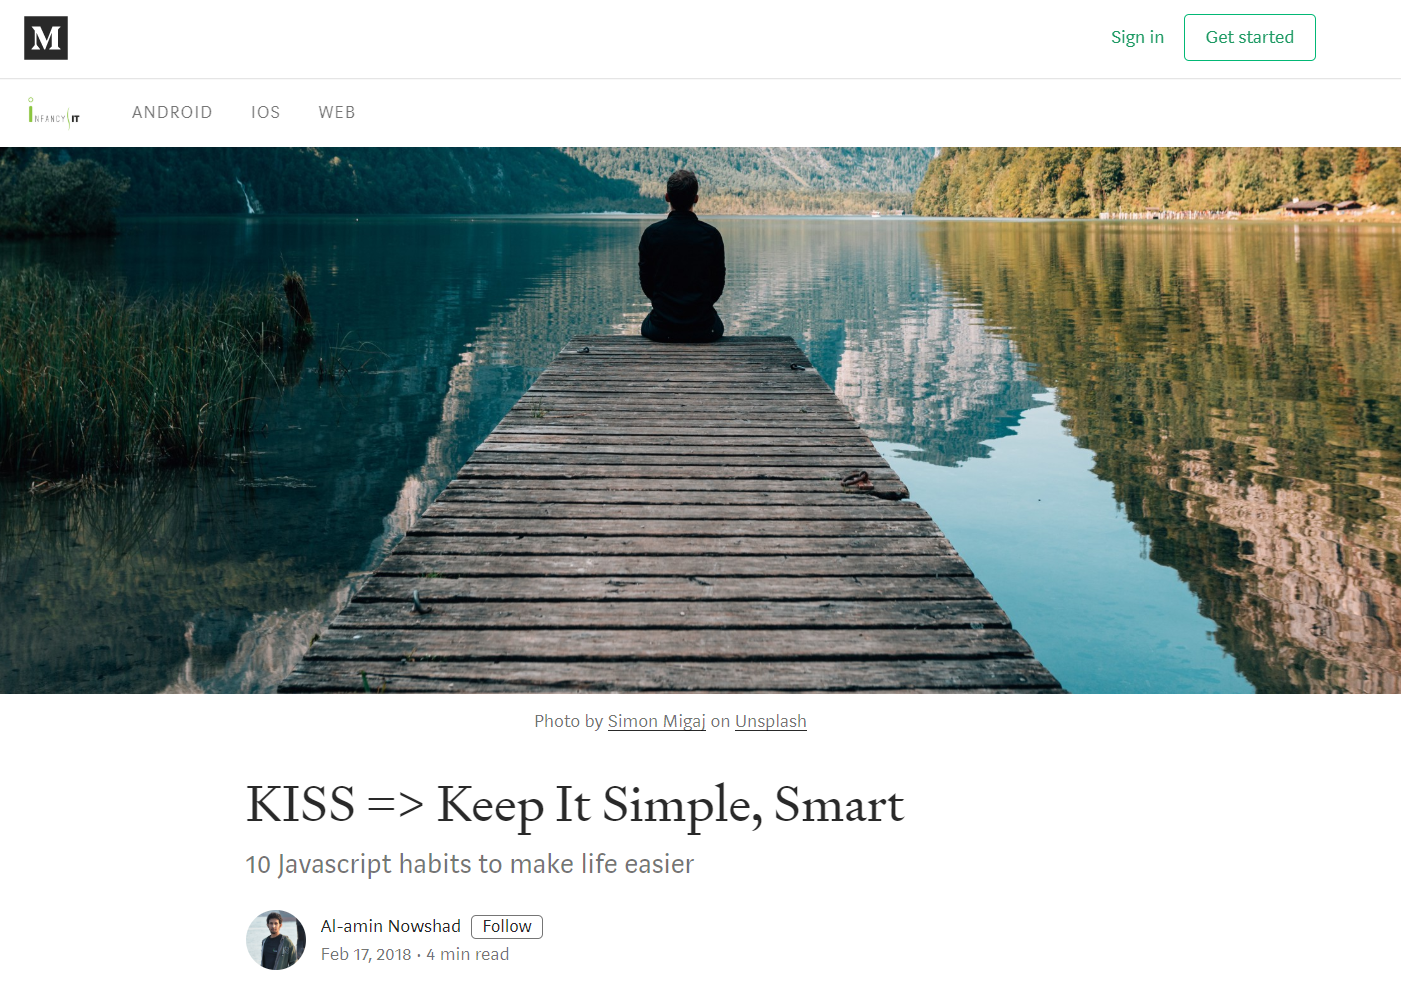 M
Sign in
Get started
INFANCY IT
ANDROID
IOS
WEB
Photo by Simon Migaj on Unsplash
KISS => Keep It Simple, Smart
10 Javascript habits to make life easier
Al-amin Nowshad
Follow
Feb 17, 2018 · 4 min read